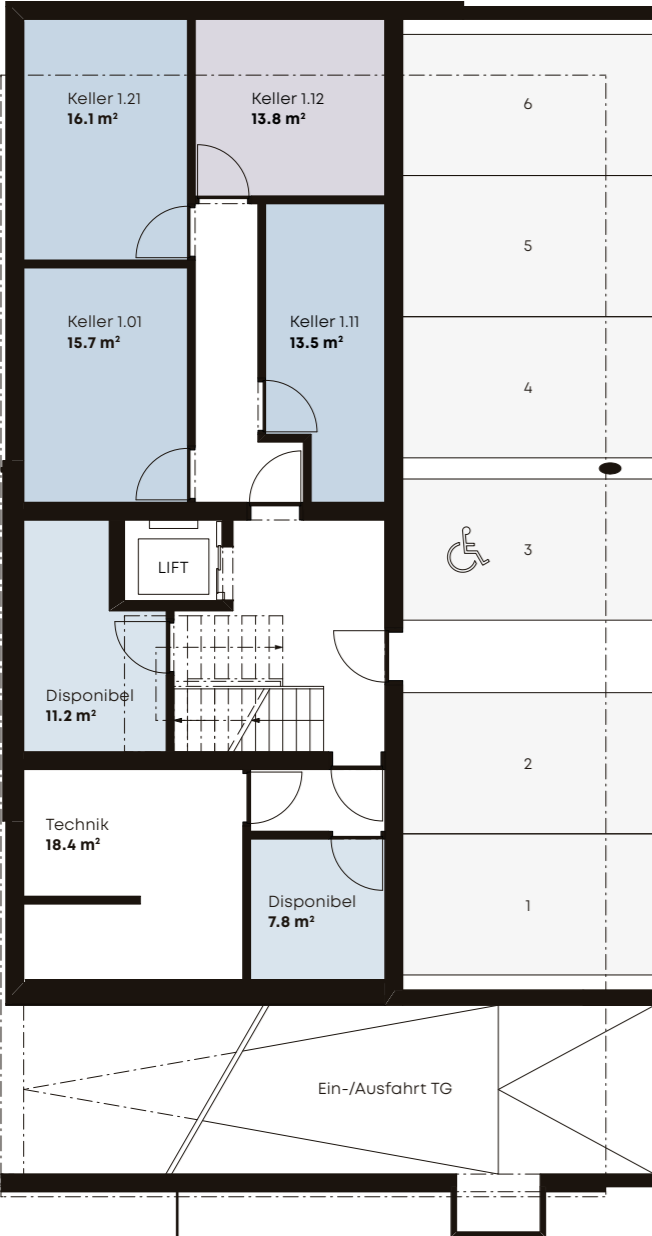 Keller 1.21
16.1 m²
Keller 1.12
13.8 m²
6
5
Keller 1.01
15.7 m²
Keller 1.11
13.5 m²
4
3
LIFT
Disponibel
11.2 m²
2
Technik
18.4 m²
Disponibel
7.8 m²
1
Ein-/Ausfahrt TG